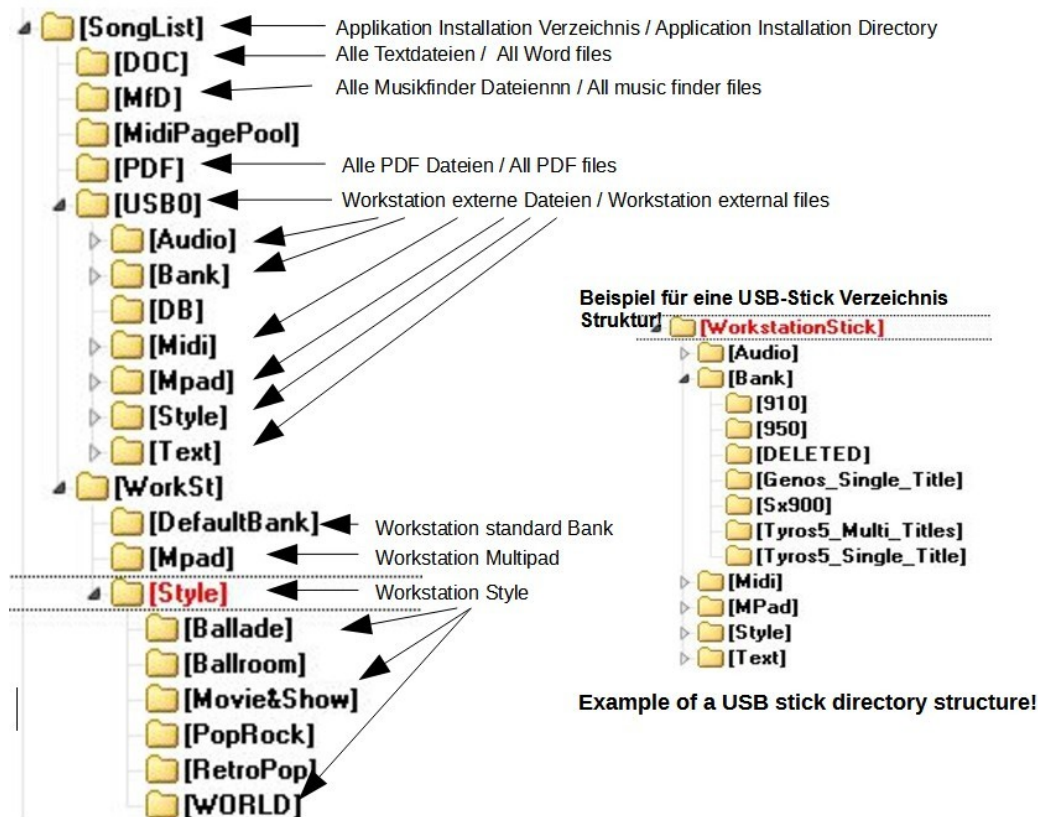 [SongList] Applikation Installation Verzeichnis / Application Installation Directory
[DOC] Alle Textdateien / All Word files
[MfD] Alle Musikfinder Dateiennn / All music finder files
[MidiPagePool]
[PDF] Alle PDF Dateien / All PDF files
[USB0] Workstation externe Dateien / Workstation external files
[Audio]
[Bank]
[DB]
[Midi]
[Mpad]
[Style]
[Text]
[WorkSt]
[DefaultBank] Workstation standard Bank
[Mpad] Workstation Multipad
[Style] Workstation Style
[Ballade]
[Ballroom]
[Movie&Show]
[PopRock]
[RetroPop]
[WORLD]
Beispiel für eine USB-Stick Verzeichnis
Struktur!
[WorkstationStick]
[Audio]
[Bank]
[910]
[950]
[DELETED]
[Genos_Single_Title]
[Sx900]
[Tyros5_Multi_Titles]
[Tyros5_Single_Title]
[Midi]
[MPad]
[Style]
[Text]
Example of a USB stick directory structure!